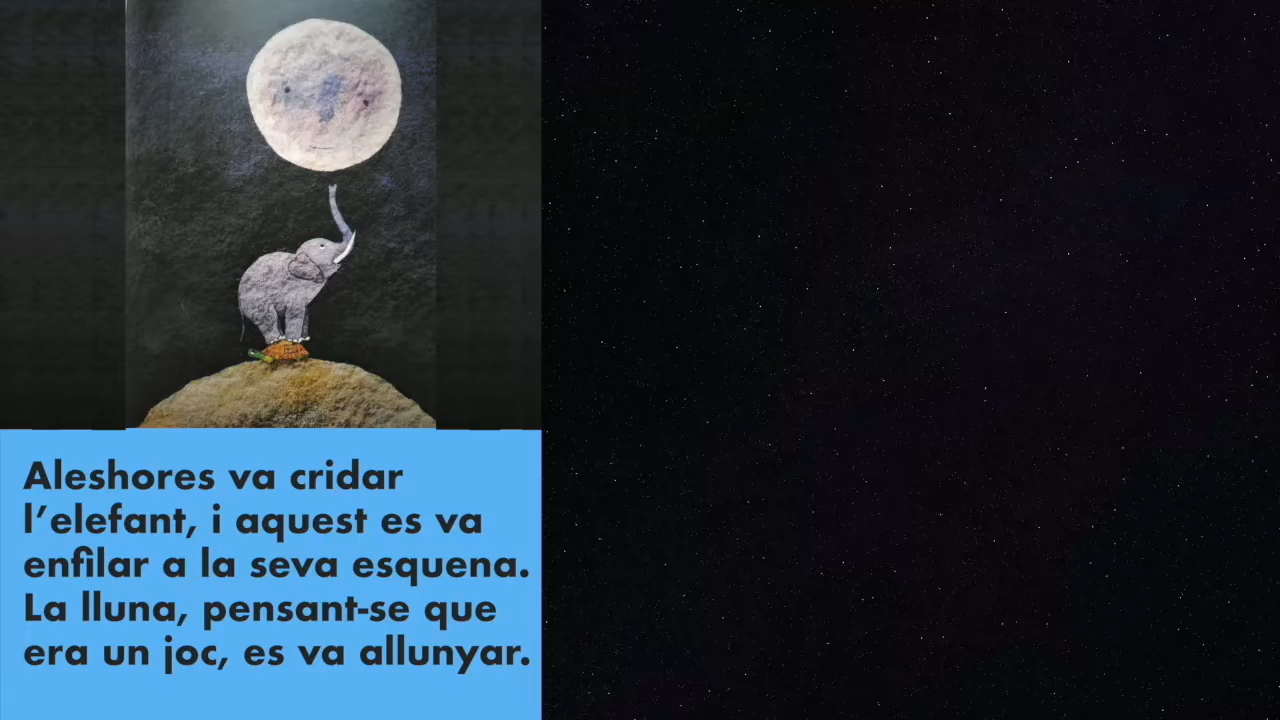 Aleshores va cridar
l’elefant, i aquest es va
enfilar a la seva esquena.
La lluna, pensant-se que
era un joc, es va allunyar.